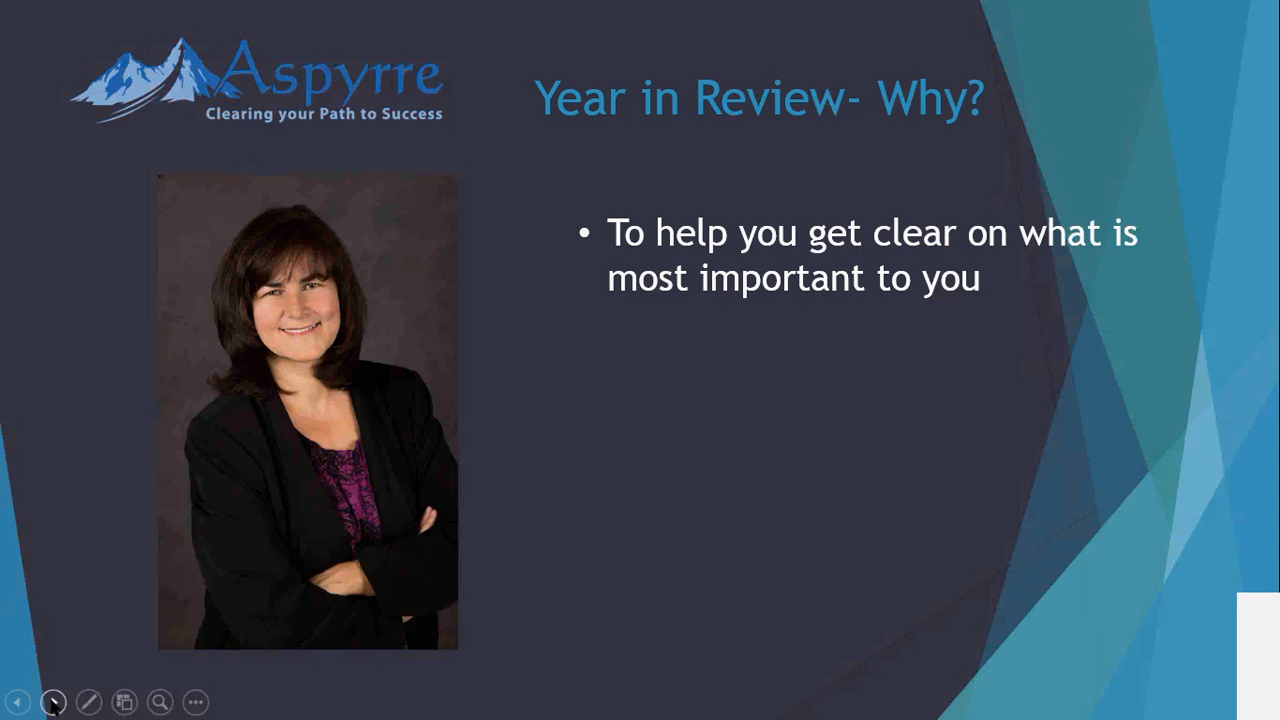 Aspyrre
Clearing your Path to Success
Year in Review- Why?
• To help you get clear on what is
most important to you